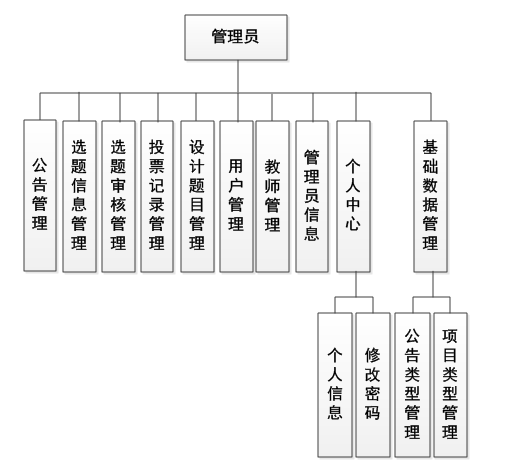 管理员
公告管理
选题信息管理
选题审核管理
投票记录管理
设计题目管理
用户管理
教师管理
管理员信息
个人中心
基础数据管理
个人信息
修改密码
公告类型管理
项目类型管理